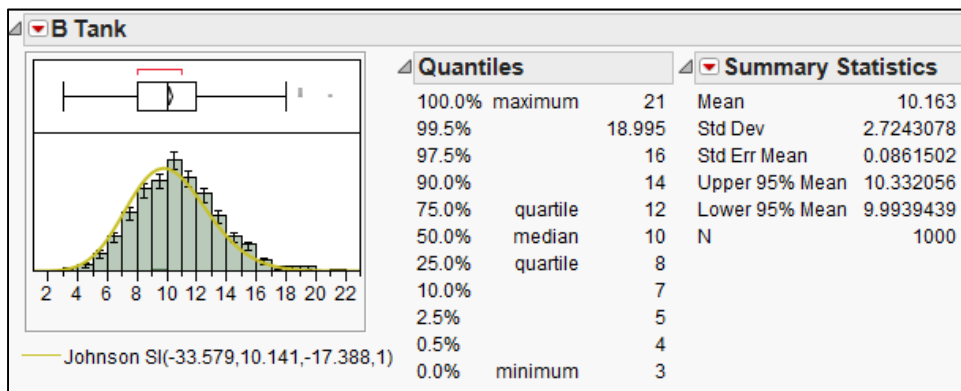 B Tank
2 4 6 8 10 12 14 16 18 20 22
Johnson Sl(-33.579,10.141,-17.388,1)
Quantiles
100.0% maximum 21
99.5% 18.995
97.5% 16
90.0% 14
75.0% quartile 12
50.0% median 10
25.0% quartile 8
10.0% 7
2.5% 5
0.5% 4
0.0% minimum 3
Summary Statistics
Mean 10.163
Std Dev 2.7243078
Std Err Mean 0.0861502
Upper 95% Mean 10.332056
Lower 95% Mean 9.9939439
N 1000